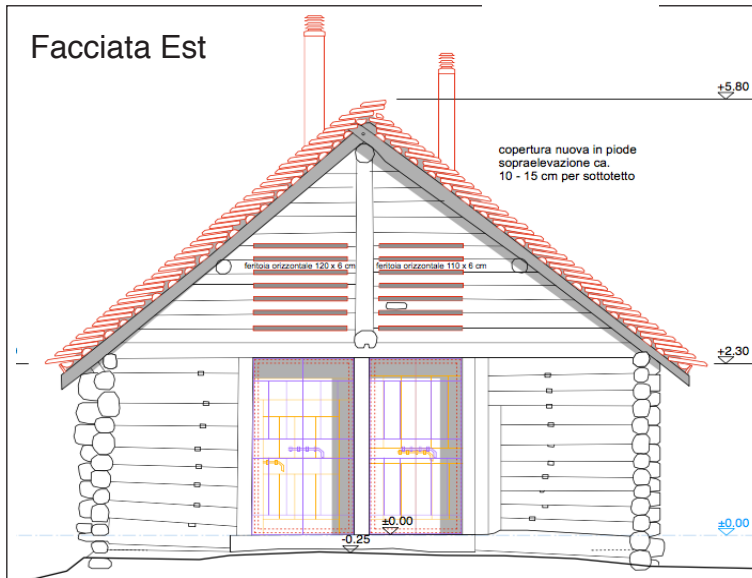 Facciata Est
+5.80
copertura nuova in piode
sopraelevazione ca.
10 - 15 cm per sottotetto
feritoia orizzontale 120 x 6 cm
feritoia orizzontale 110 x 6 cm
+2.30
±0.00
±0.00
-0.25